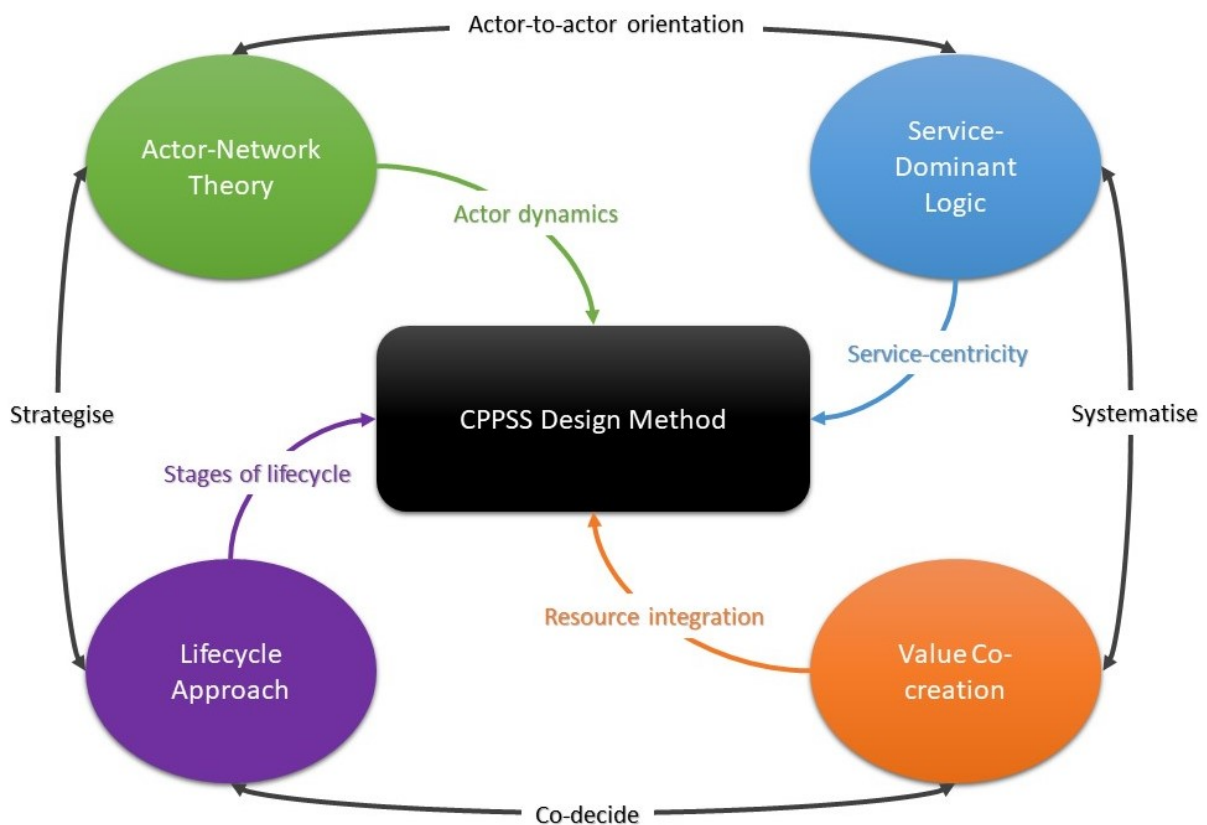 Actor-to-actor orientation
Actor-Network
Theory
Service-
Dominant
Logic
Actor dynamics
Service-centricity
Strategise
CPPSS Design Method
Systematise
Stages of lifecycle
Resource integration
Lifecycle
Approach
Value Co-
creation
Co-decide